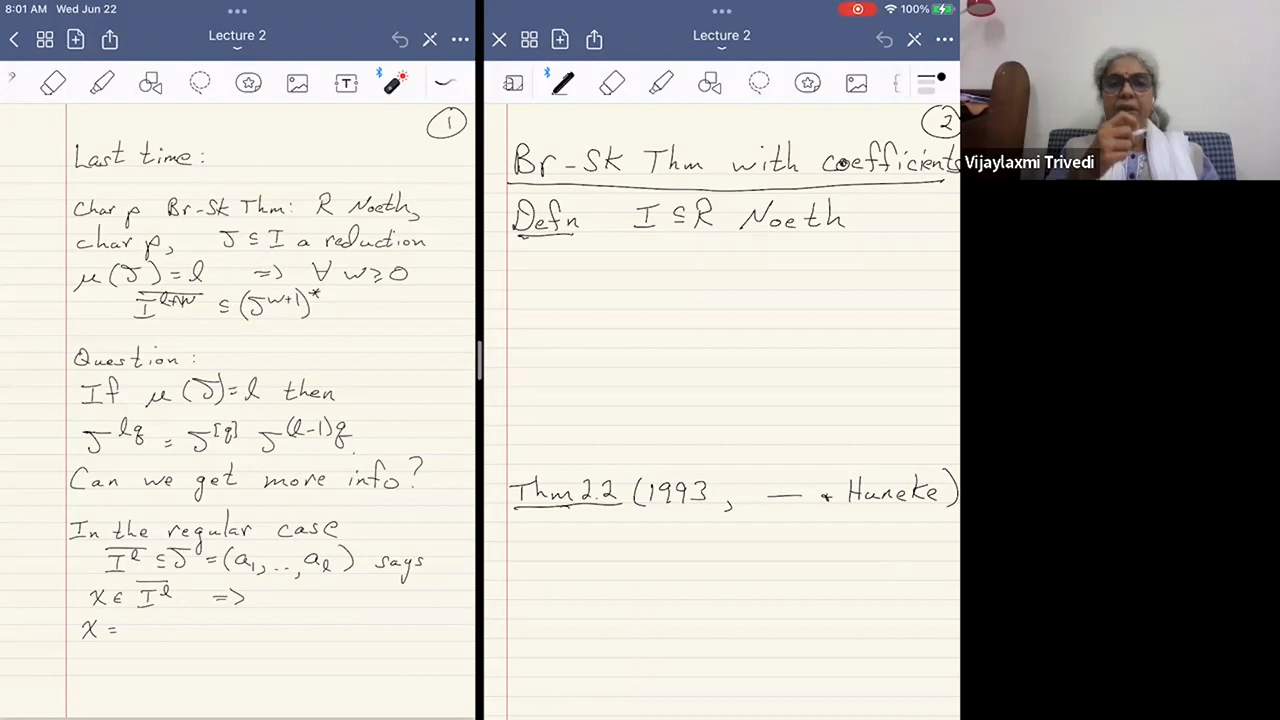 8:01 AM Wed Jun 22
100%
Lecture 2
Lecture 2
1
Last time:
Char p Br-Sk Thm: R Noeth,
char p, J ⊆ I a reduction
μ(J) = l ⇒ ∀ w ≥ 0
\overline{I^{l+w}} ⊆ (J^{w+1})^*
Question:
If μ(J) = l then
J^{lq} = J^{[q]} J^{(l-1)q}.
Can we get more info?
In the regular case
\overline{I^l} ⊆ J = (a_1, .., a_l) says
x ∈ \overline{I^l} ⇒
x =
2
Br-Sk Thm with coefficients
Defn I ⊆ R Noeth
Thm 2.2 (1993, — + Huneke)
Vijaylaxmi Trivedi